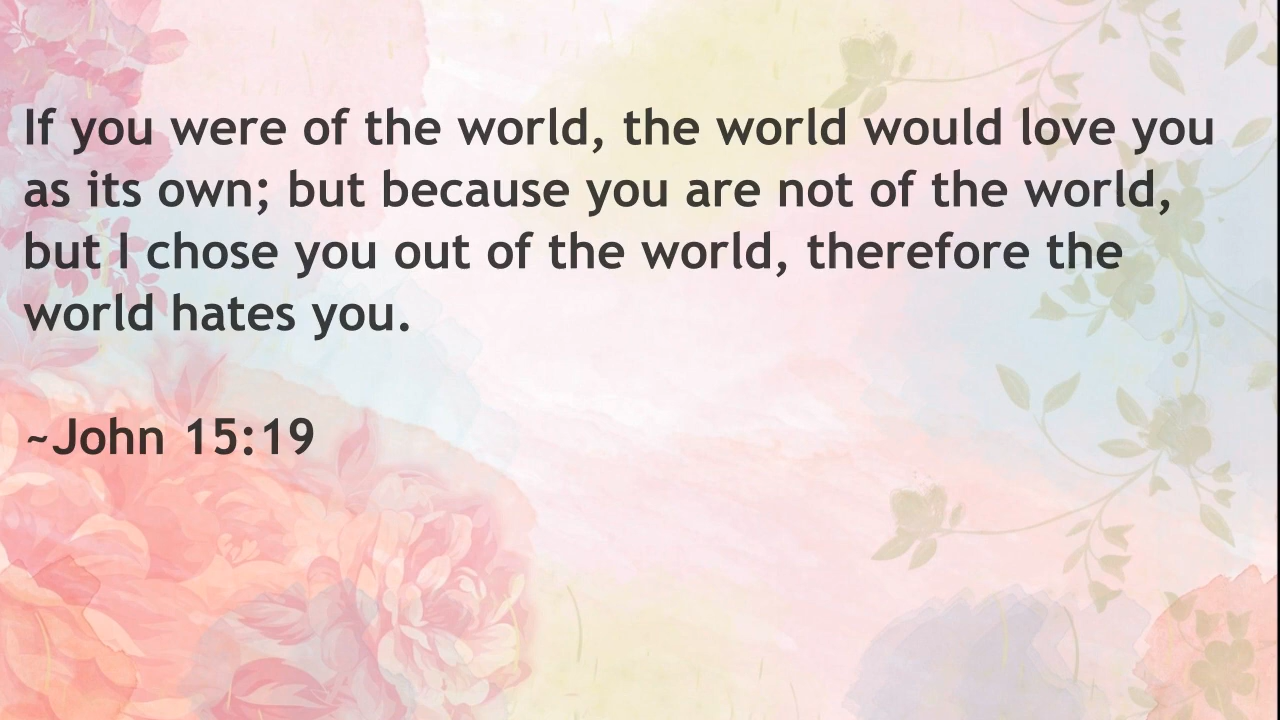 If you were of the world, the world would love you
as its own; but because you are not of the world,
but I chose you out of the world, therefore the
world hates you.
~John 15:19